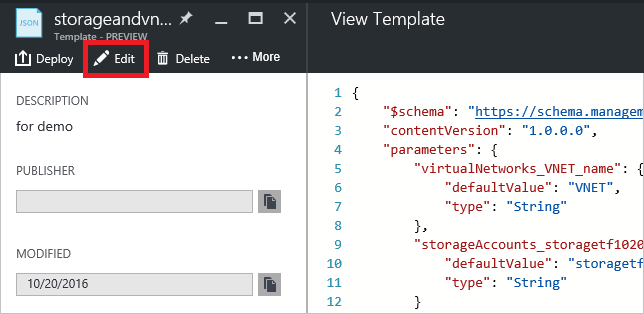 JSON
storageandvn...
Template - PREVIEW
Deploy
Edit
Delete
··· More
DESCRIPTION
for demo
PUBLISHER
MODIFIED
10/20/2016
View Template
1 {
2 "$schema": "https://schema.managem
3 "contentVersion": "1.0.0.0",
4 "parameters": {
5 "virtualNetworks_VNET_name": {
6 "defaultValue": "VNET",
7 "type": "String"
8 },
9 "storageAccounts_storagetf1020
10 "defaultValue": "storagetf
11 "type": "String"
12 }